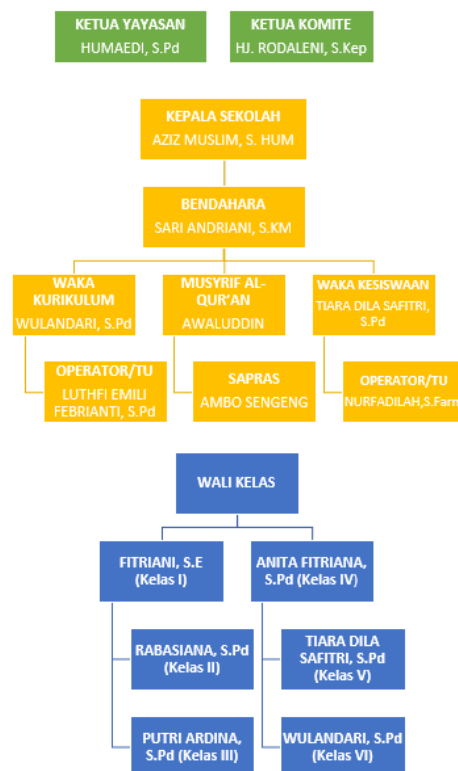 KETUA YAYASAN
HUMAEDI, S.Pd
KETUA KOMITE
HJ. RODALENI, S.Kep
KEPALA SEKOLAH
AZIZ MUSLIM, S. HUM
BENDAHARA
SARI ANDRIANI, S.KM
WAKA
KURIKULUM
WULANDARI, S.Pd
MUSYRIF AL-
QUR'AN
AWALUDDIN
WAKA KESISWAAN
TIARA DILA SAFITRI,
S.Pd
OPERATOR/TU
LUTHFI EMILI
FEBRIANTI, S.Pd
SAPRAS
AMBO SENGENG
OPERATOR/TU
NURFADILAH,S.Farm
WALI KELAS
FITRIANI, S.E
(Kelas I)
ANITA FITRIANA,
S.Pd (Kelas IV)
RABASIANA, S.Pd
(Kelas II)
TIARA DILA
SAFITRI, S.Pd
(Kelas V)
PUTRI ARDINA,
S.Pd (Kelas III)
WULANDARI, S.Pd
(Kelas VI)